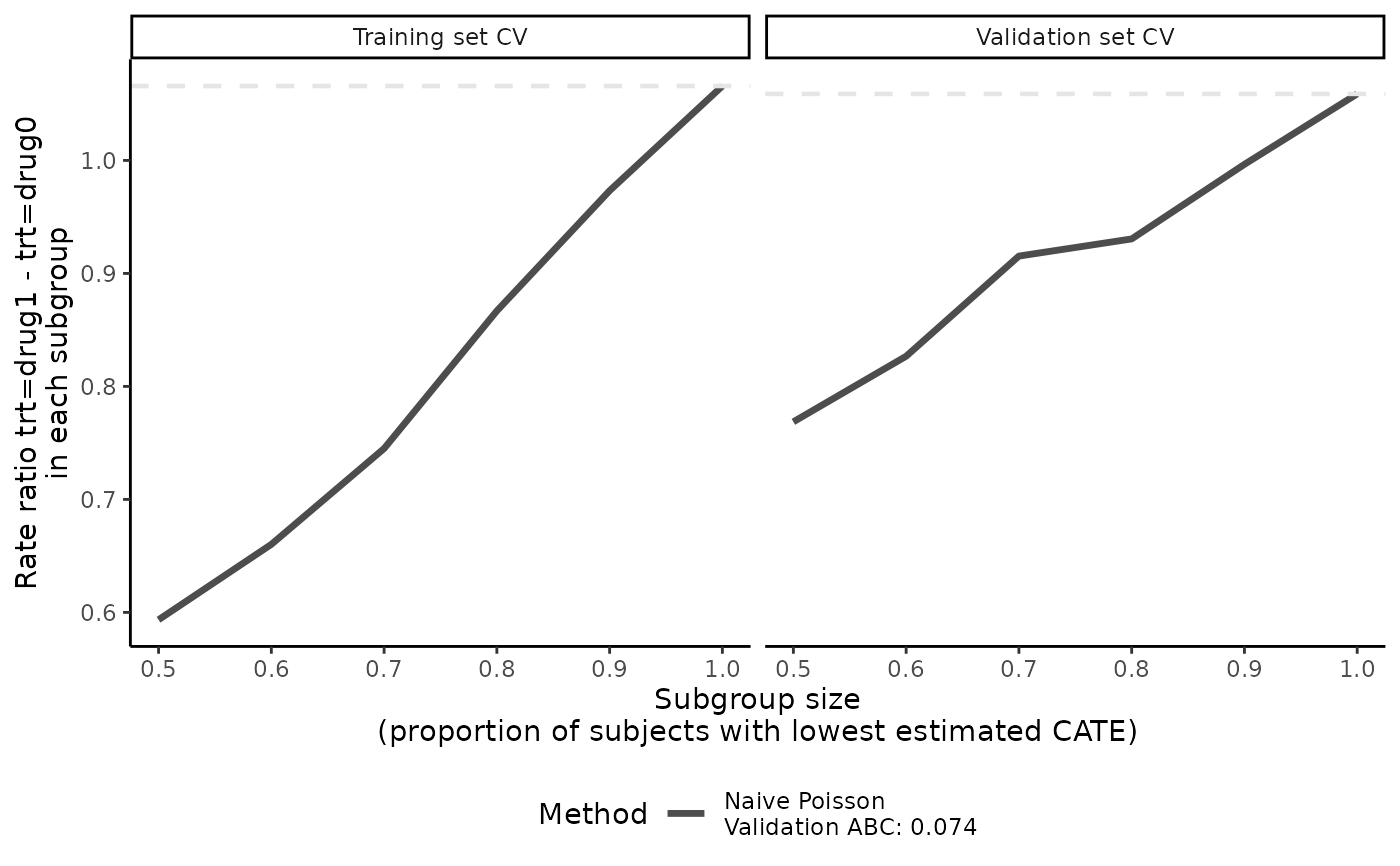 Training set CV
Validation set CV
Rate ratio trt=drug1 - trt=drug0
in each subgroup
1.0
0.9
0.8
0.7
0.6
0.5 0.6 0.7 0.8 0.9 1.0
0.5 0.6 0.7 0.8 0.9 1.0
Subgroup size
(proportion of subjects with lowest estimated CATE)
Method
Naive Poisson
Validation ABC: 0.074